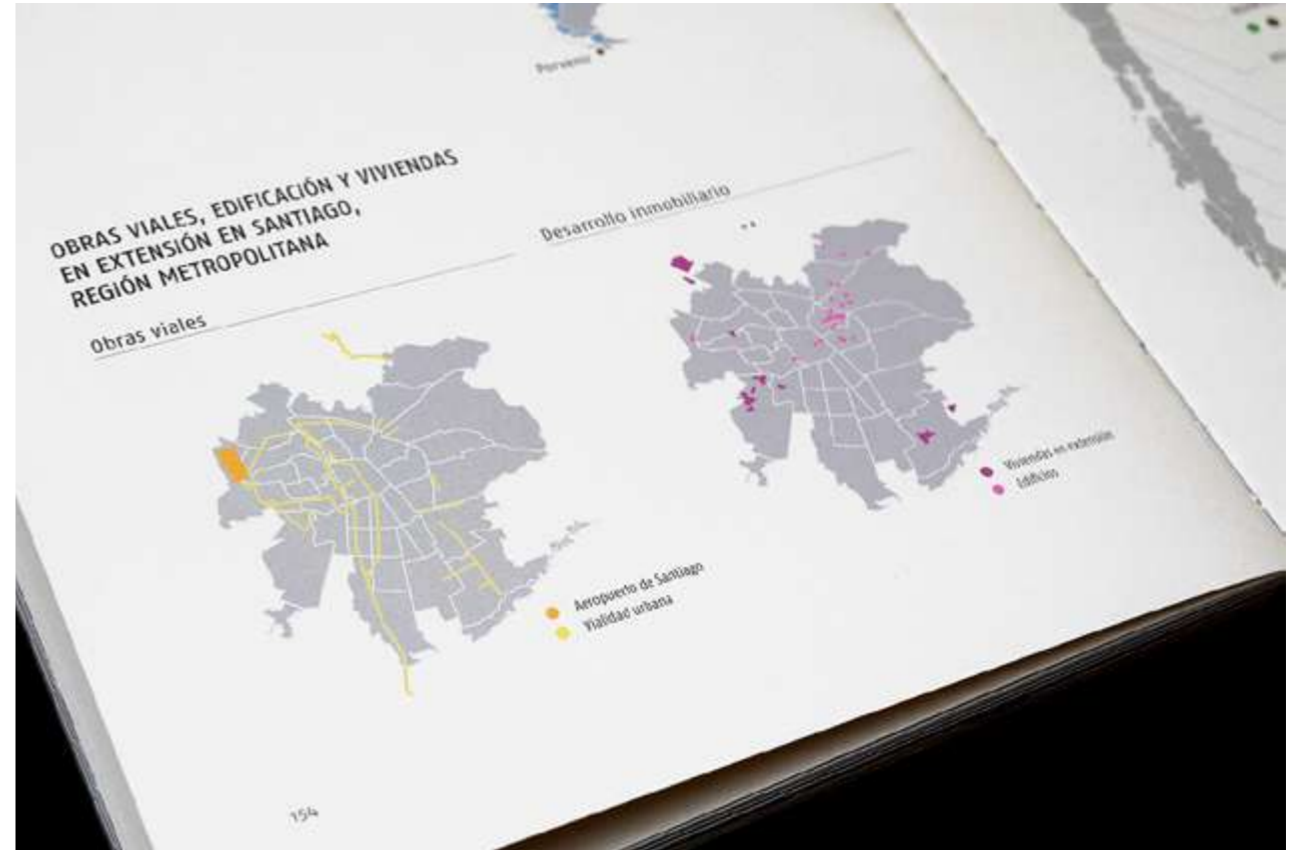 Porvenir
OBRAS VIALES, EDIFICACIÓN Y VIVIENDAS
EN EXTENSIÓN EN SANTIAGO,
REGIÓN METROPOLITANA
Obras viales
Aeropuerto de Santiago
Vialidad urbana
Desarrollo inmobiliario
Viviendas en extensión
Edificios
154